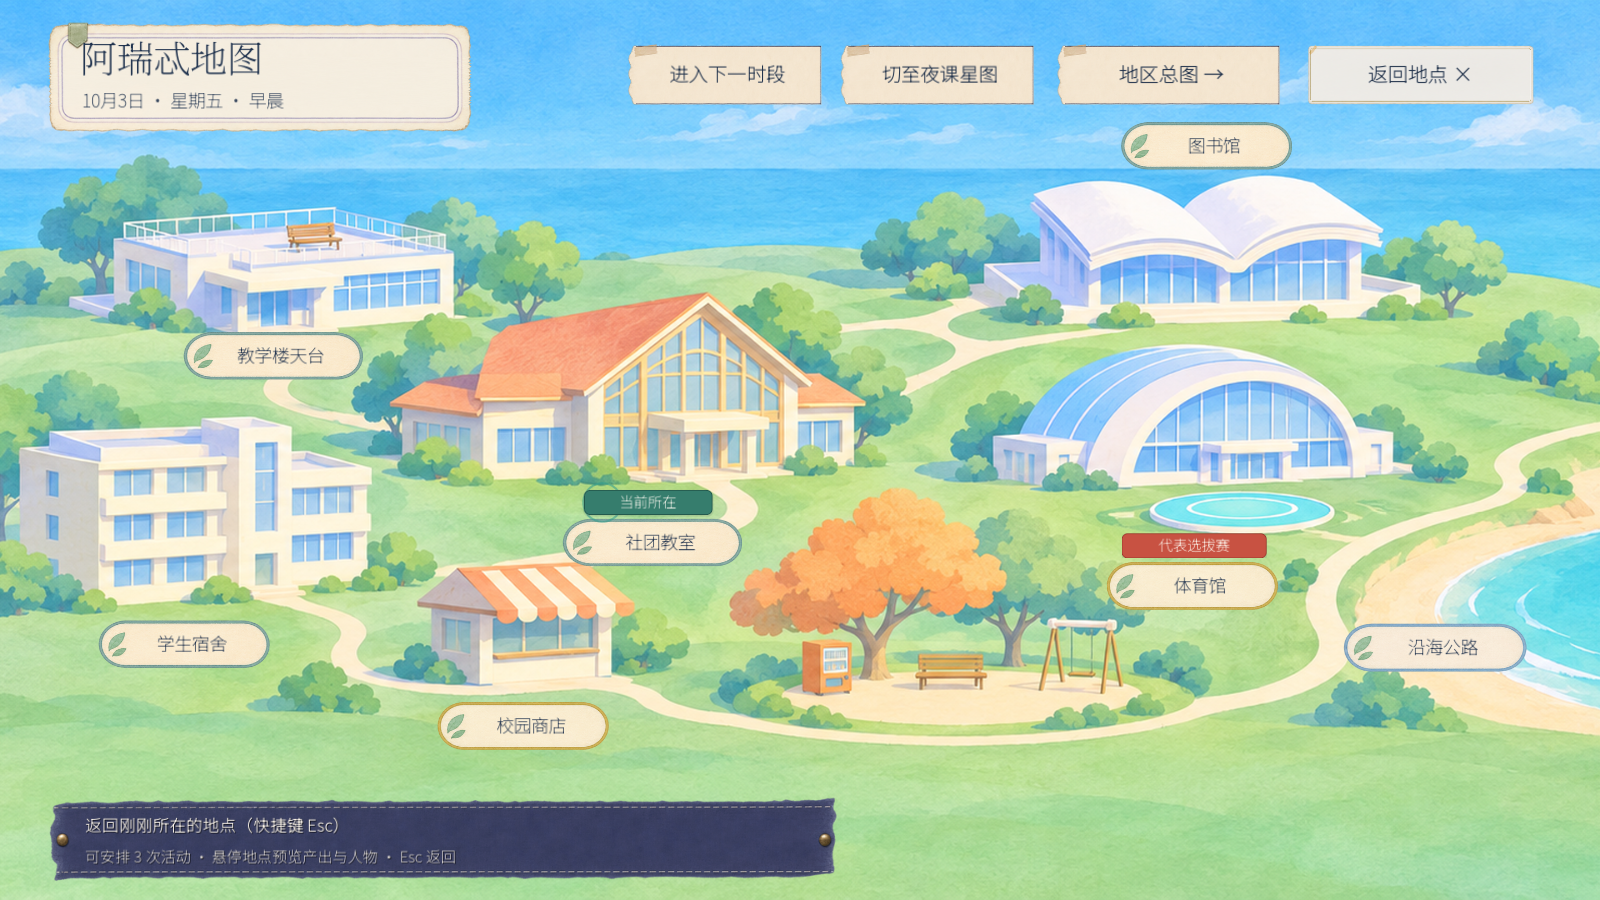 阿瑞忒地图
10月3日 · 星期五 · 早晨
进入下一时段
切至夜课星图
地区总图 →
返回地点 ×
图书馆
教学楼天台
当前所在
社团教室
代表选拔赛
体育馆
学生宿舍
沿海公路
校园商店
返回刚刚所在的地点（快捷键 Esc）
可安排 3 次活动 · 悬停地点预览产出与人物 · Esc 返回